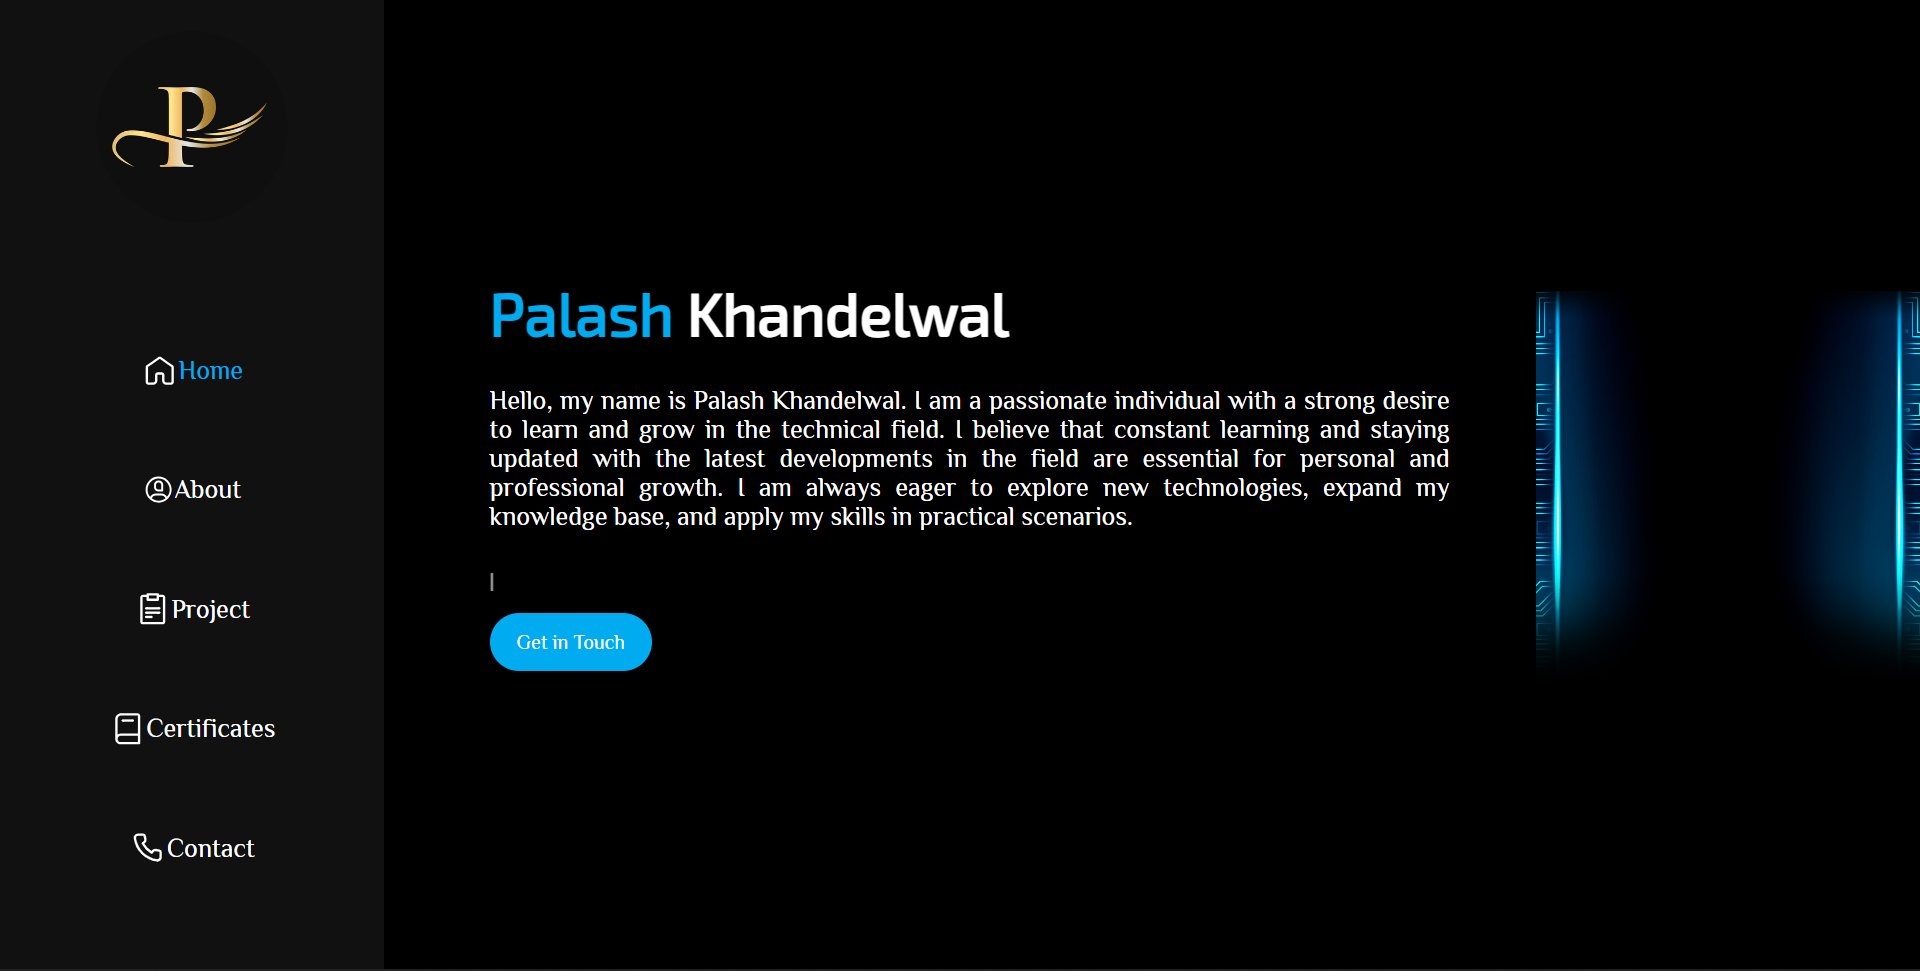 P
Home
About
Project
Certificates
Contact
Palash Khandelwal
Hello, my name is Palash Khandelwal. I am a passionate individual with a strong desire
to learn and grow in the technical field. I believe that constant learning and staying
updated with the latest developments in the field are essential for personal and
professional growth. I am always eager to explore new technologies, expand my
knowledge base, and apply my skills in practical scenarios.
Get in Touch